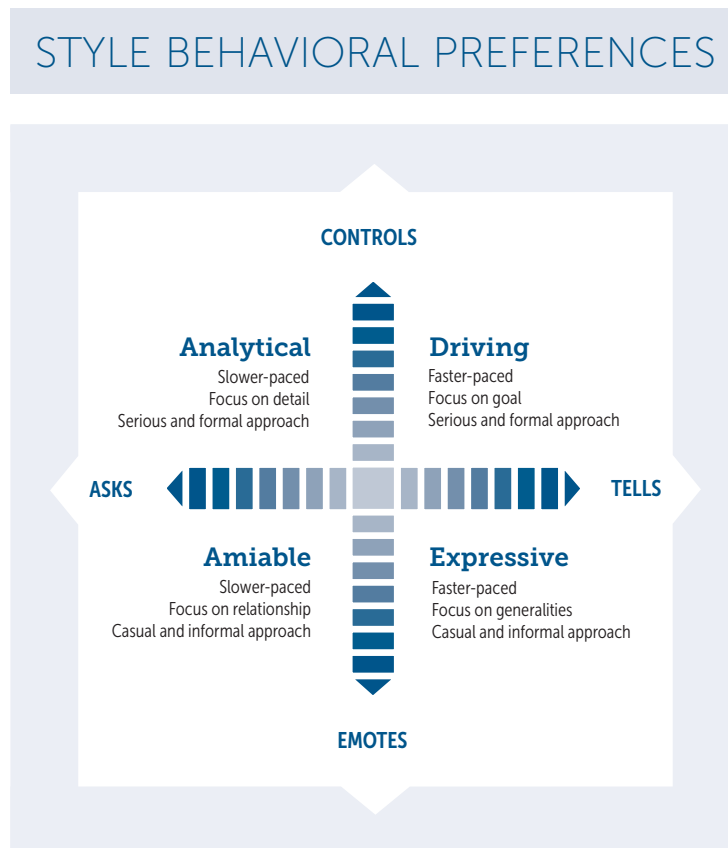 STYLE BEHAVIORAL PREFERENCES
CONTROLS
Analytical
Slower-paced
Focus on detail
Serious and formal approach
Driving
Faster-paced
Focus on goal
Serious and formal approach
ASKS
TELLS
Amiable
Slower-paced
Focus on relationship
Casual and informal approach
Expressive
Faster-paced
Focus on generalities
Casual and informal approach
EMOTES